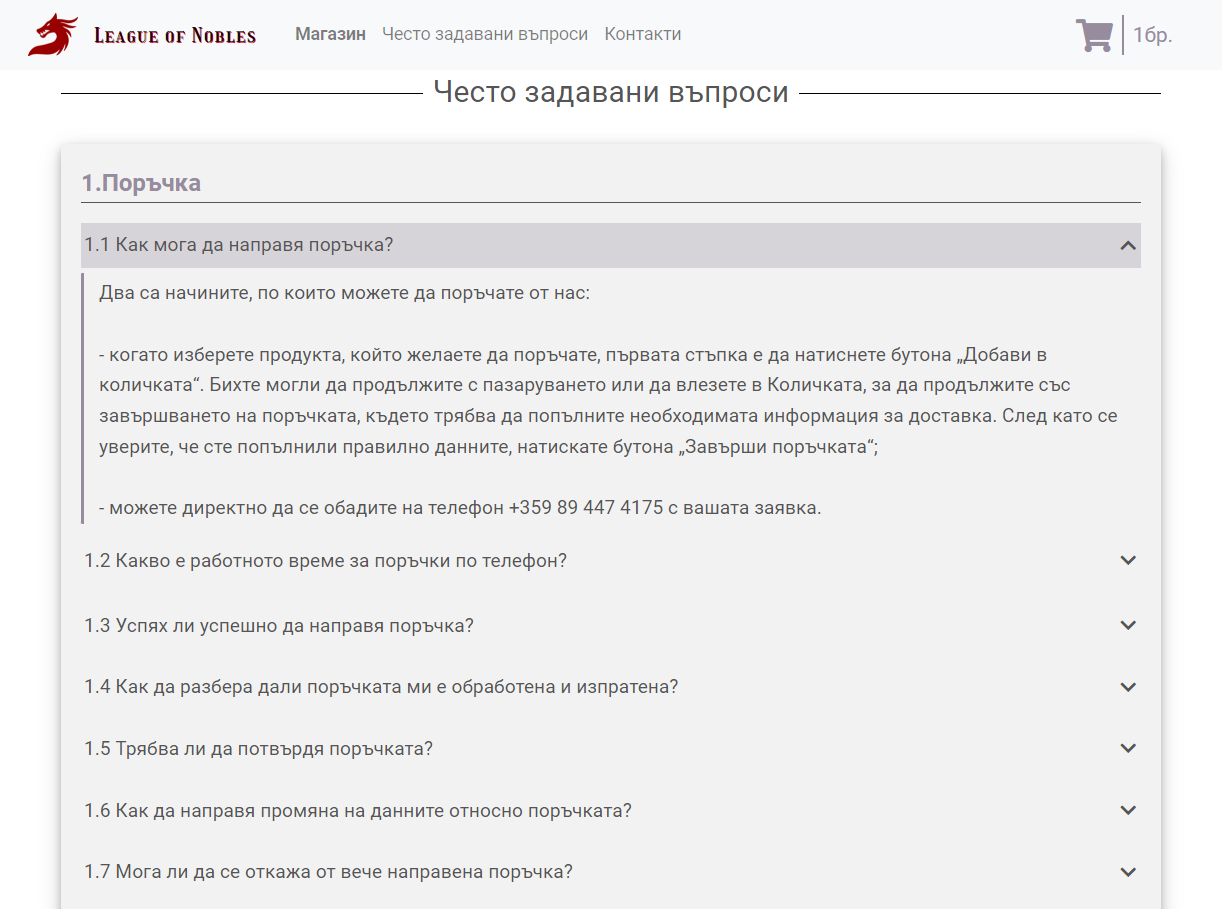 League of Nobles Магазин Често задавани въпроси Контакти 1бр.
Често задавани въпроси
1.Поръчка
1.1 Как мога да направя поръчка?
Два са начините, по които можете да поръчате от нас:
- когато изберете продукта, който желаете да поръчате, първата стъпка е да натиснете бутона „Добави в
количката“. Бихте могли да продължите с пазаруването или да влезете в Количката, за да продължите със
завършването на поръчката, където трябва да попълните необходимата информация за доставка. След като се
уверите, че сте попълнили правилно данните, натискате бутона „Завърши поръчката“;
- можете директно да се обадите на телефон +359 89 447 4175 с вашата заявка.
1.2 Какво е работното време за поръчки по телефон?
1.3 Успях ли успешно да направя поръчка?
1.4 Как да разбера дали поръчката ми е обработена и изпратена?
1.5 Трябва ли да потвърдя поръчката?
1.6 Как да направя промяна на данните относно поръчката?
1.7 Мога ли да се откажа от вече направена поръчка?